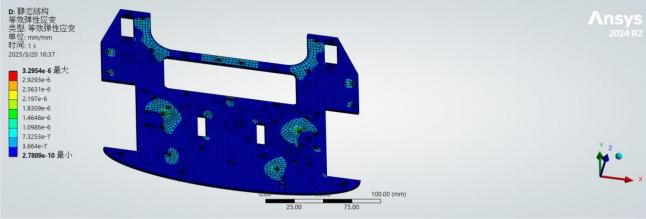 D: 静态结构
等效弹性应变
类型: 等效弹性应变
单位: mm/mm
时间: 1 s
2025/3/20 16:37
3.2954e-6 最大
2.9293e-6
2.5631e-6
2.197e-6
1.8309e-6
1.4648e-6
1.0986e-6
7.3253e-7
3.664e-7
2.7809e-10 最小
Ansys
2024 R2
0.00
100.00 (mm)
25.00
75.00
Y
Z
X